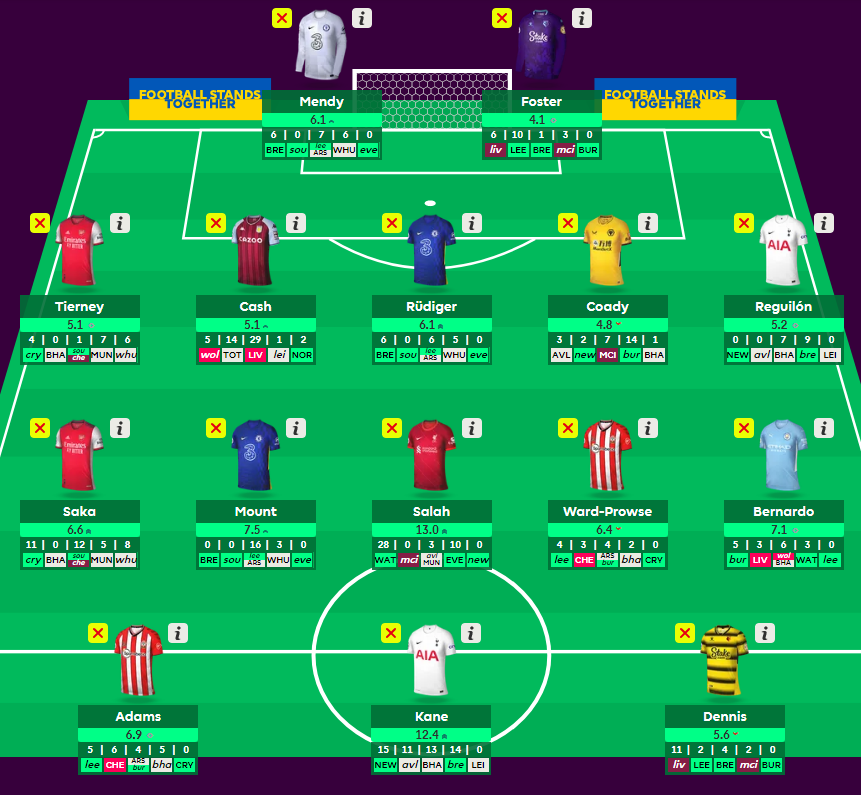 FOOTBALL STANDS TOGETHER
FOOTBALL STANDS TOGETHER
Mendy
6.1
6 | 0 | 7 | 6 | 0
BRE sou lee ARS WHU eve
Foster
4.1
6 | 10 | 1 | 3 | 0
liv LEE BRE mci BUR
Tierney
5.1
4 | 0 | 1 | 7 | 6
cry BHA sou che MUN whu
Cash
5.1
5 | 14 | 29 | 1 | 2
wol TOT LIV lei NOR
Rüdiger
6.1
6 | 0 | 6 | 5 | 0
BRE sou lee ARS WHU eve
Coady
4.8
3 | 2 | 7 | 14 | 1
AVL new MCI bur BHA
Reguilón
5.2
0 | 0 | 7 | 9 | 0
NEW avl BHA bre LEI
Saka
6.6
11 | 0 | 12 | 5 | 8
cry BHA sou che MUN whu
Mount
7.5
0 | 0 | 16 | 3 | 0
BRE sou lee ARS WHU eve
Salah
13.0
28 | 0 | 3 | 10 | 0
WAT mci avl MUN EVE new
Ward-Prowse
6.4
4 | 3 | 4 | 2 | 0
lee CHE ARS bur bha CRY
Bernardo
7.1
5 | 3 | 6 | 3 | 0
bur LIV wol BHA WAT lee
AIA
Adams
6.9
5 | 6 | 4 | 5 | 0
lee CHE ARS bur bha CRY
AIA
Kane
12.4
15 | 11 | 13 | 14 | 0
NEW avl BHA bre LEI
Dennis
5.6
11 | 2 | 4 | 2 | 0
liv LEE BRE mci BUR